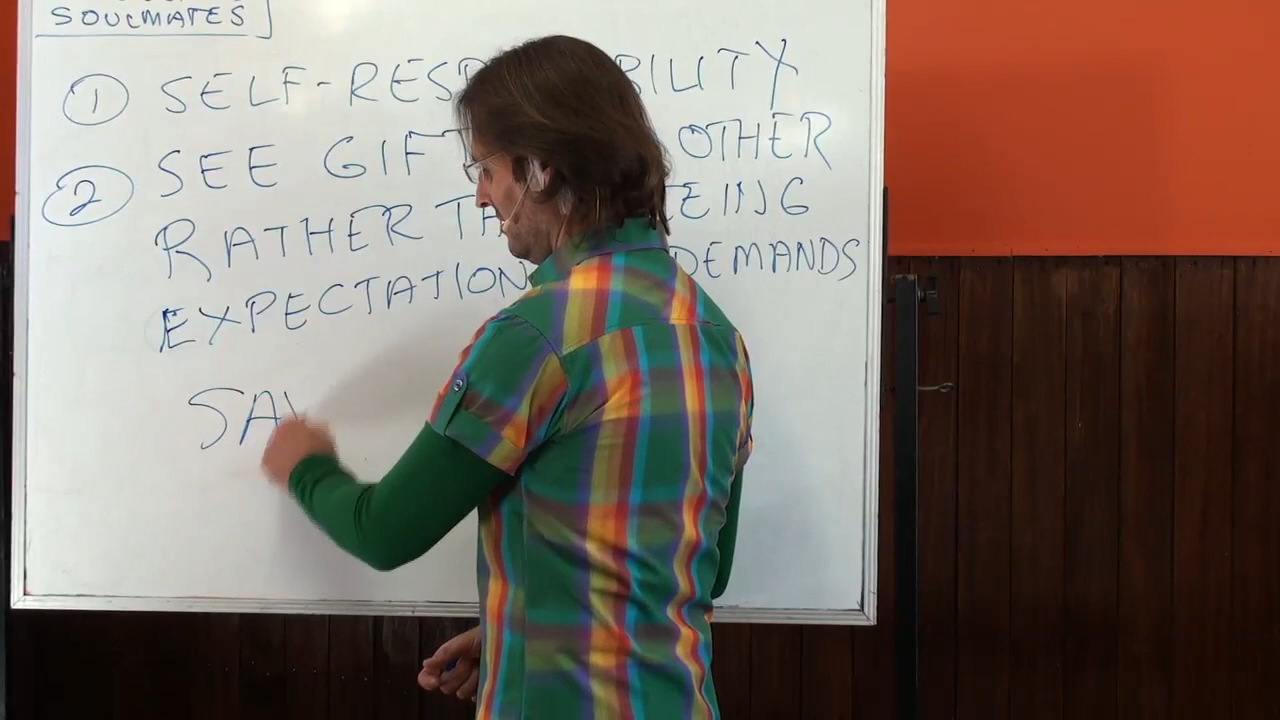 SOULMATES
1 SELF-RESP BILITY
2 SEE GIFT OTHER
RATHER EING
EXPECTATION DEMANDS
SA